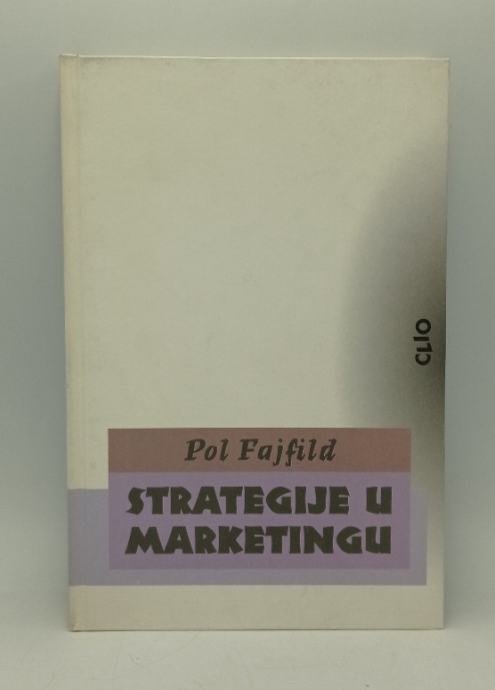 CLIO
Pol Fajfild
STRATEGIJE U
MARKETINGU